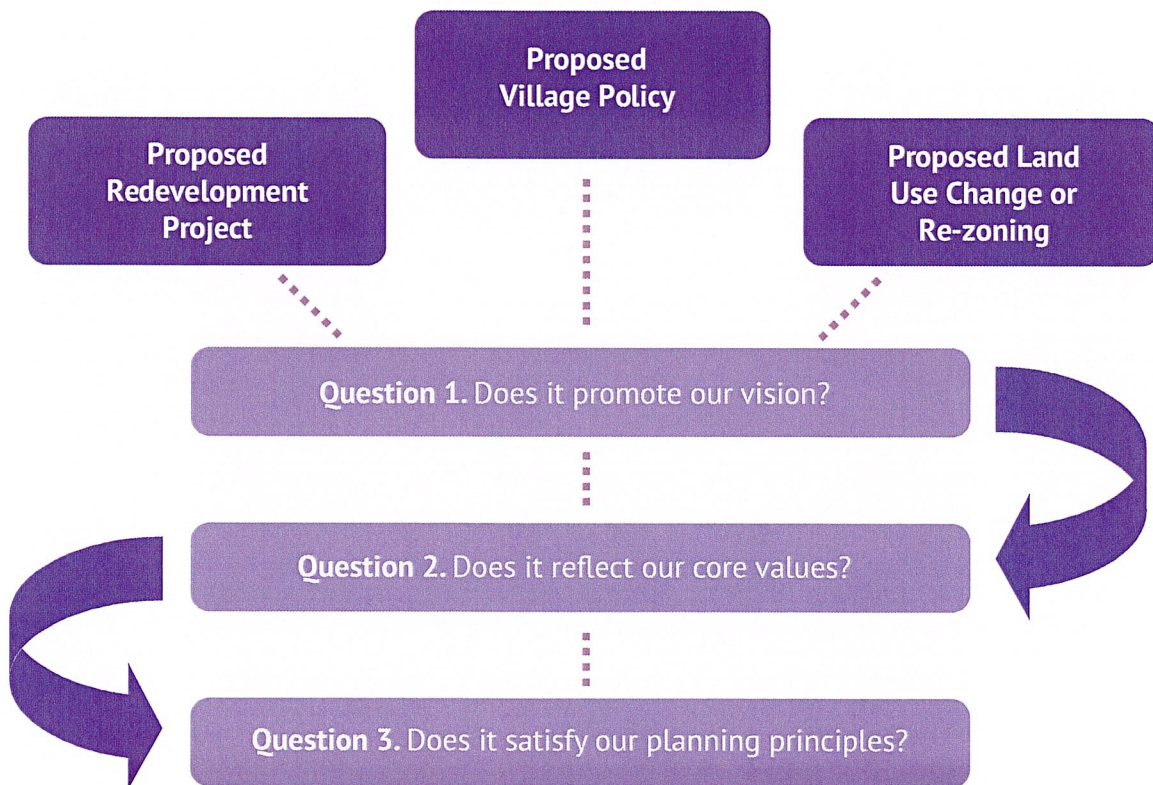 Proposed
Village Policy
Proposed
Redevelopment
Project
Proposed Land
Use Change or
Re-zoning
Question 1. Does it promote our vision?
Question 2. Does it reflect our core values?
Question 3. Does it satisfy our planning principles?